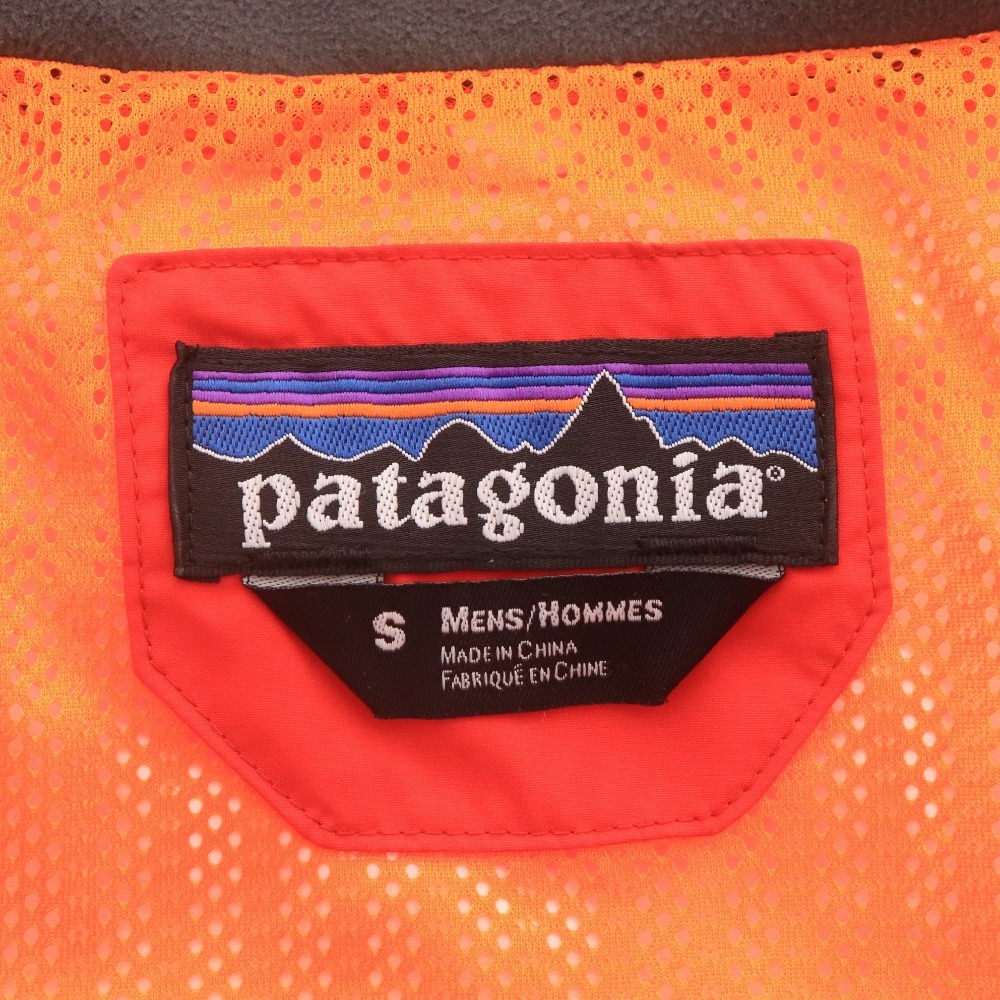 patagonia®
S MENS/HOMMES
MADE IN CHINA
FABRIQUÉ EN CHINE